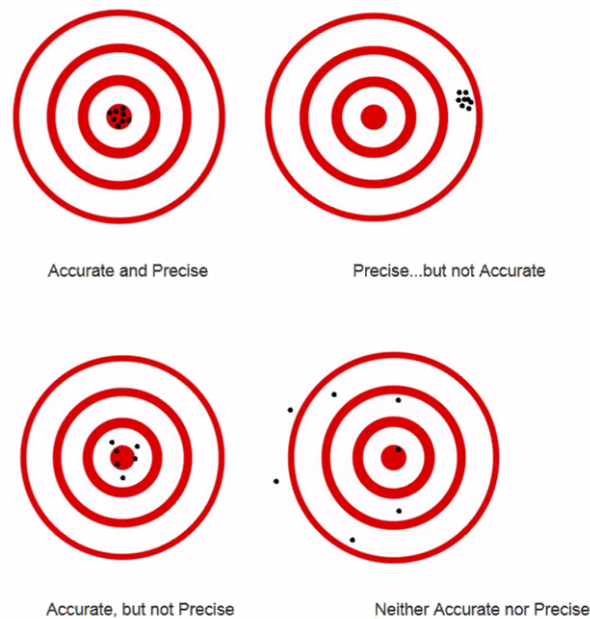 Accurate and Precise
Precise...but not Accurate
Accurate, but not Precise
Neither Accurate nor Precise